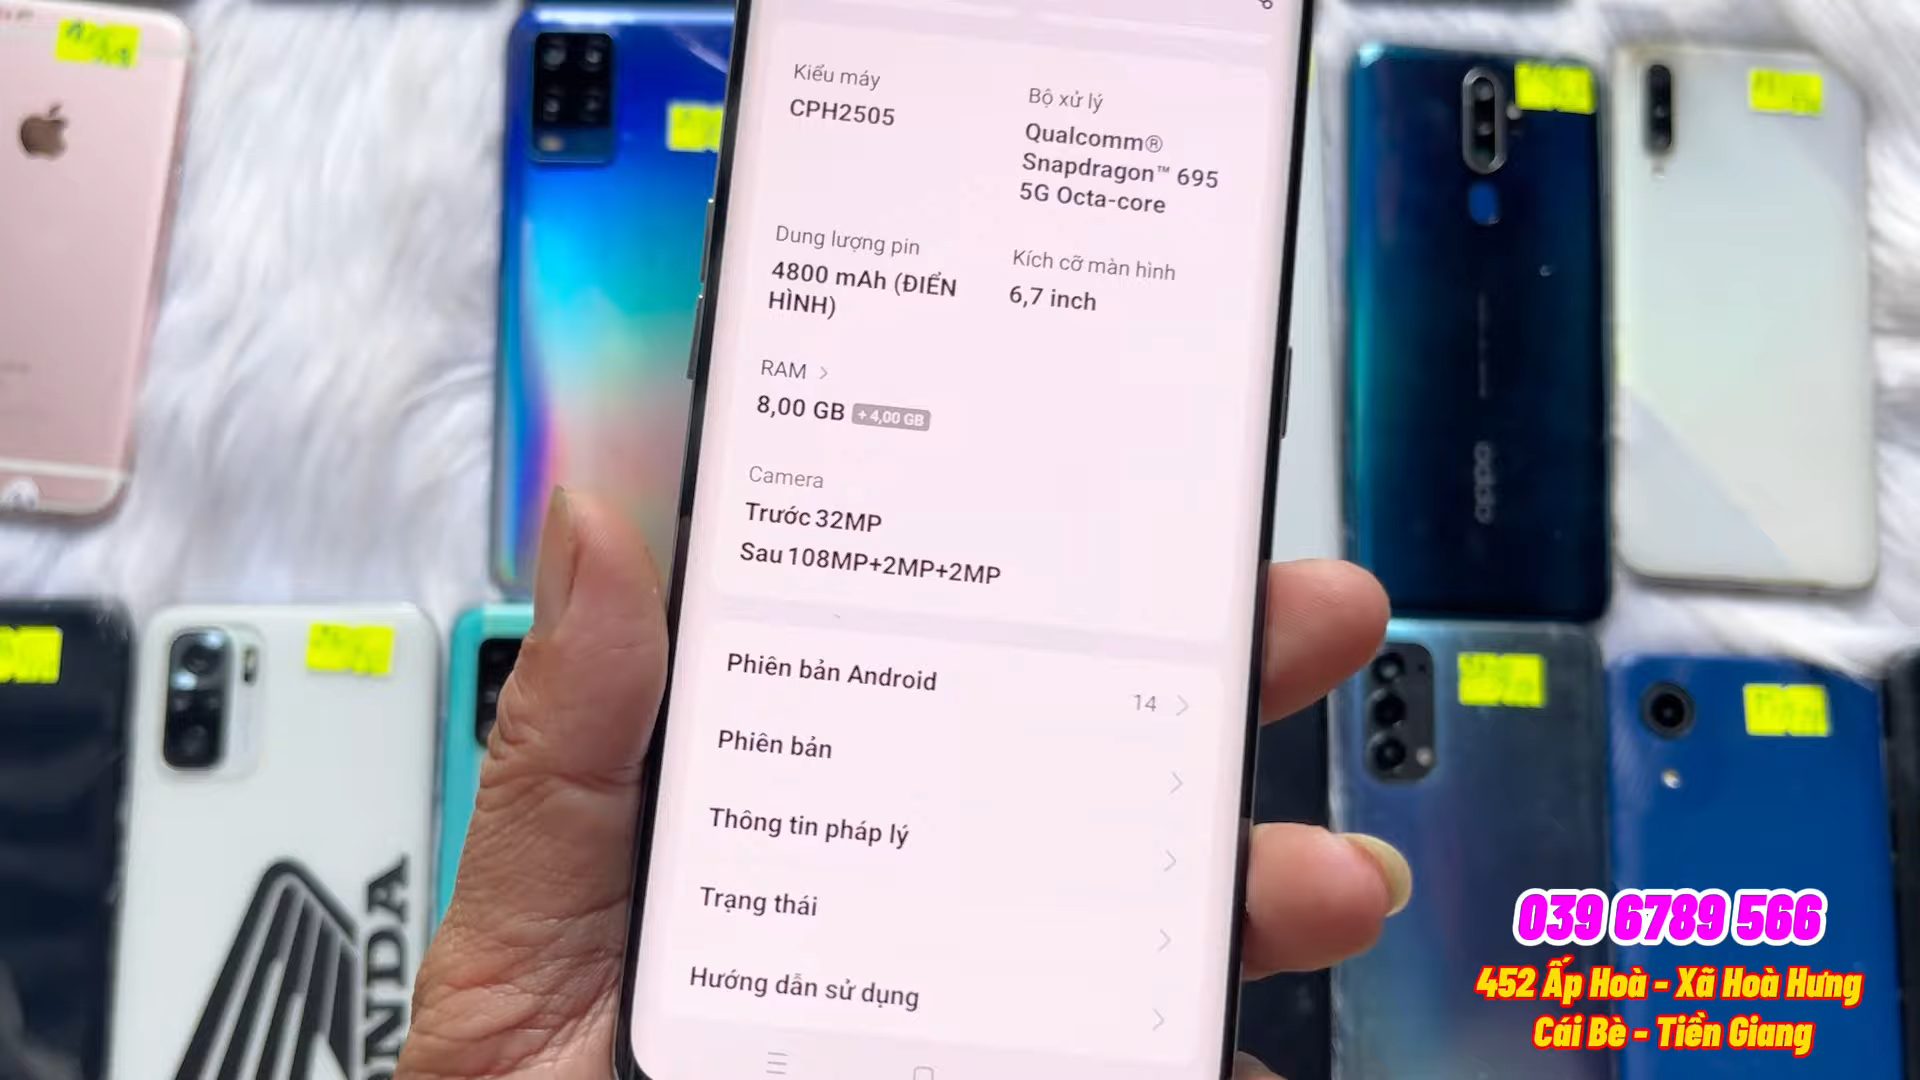 Kiểu máy
CPH2505
Bộ xử lý
Qualcomm®
Snapdragon™ 695
5G Octa-core
Dung lượng pin
4800 mAh (ĐIỂN
HÌNH)
Kích cỡ màn hình
6,7 inch
RAM
8,00 GB + 4,00 GB
Camera
Trước 32MP
Sau 108MP+2MP+2MP
Phiên bản Android
14
Phiên bản
Thông tin pháp lý
Trạng thái
Hướng dẫn sử dụng
oppo
039 6789 566
452 Ấp Hoà - Xã Hoà Hưng
Cái Bè - Tiền Giang